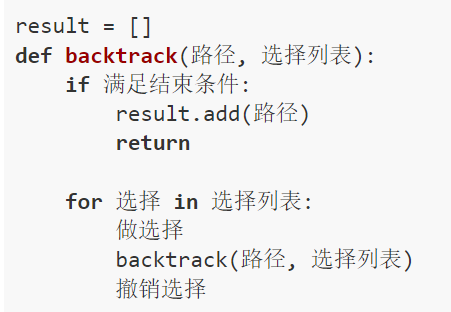 result = []
def backtrack(路径, 选择列表):
    if 满足结束条件:
        result.add(路径)
        return

    for 选择 in 选择列表:
        做选择
        backtrack(路径, 选择列表)
        撤销选择